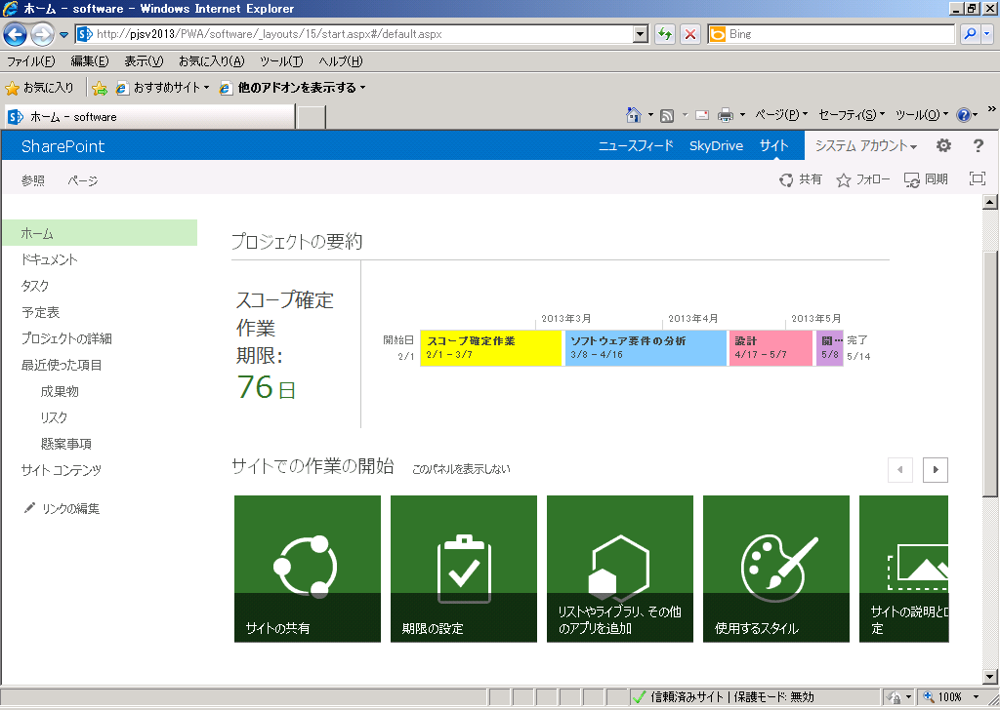 ホーム - software - Windows Internet Explorer
http://pjsv2013/PWA/software/_layouts/15/start.aspx#/default.aspx
Bing
ファイル(F) 編集(E) 表示(V) お気に入り(A) ツール(T) ヘルプ(H)
お気に入り おすすめサイト 他のアドオンを表示する
ホーム - software
ページ(P) セーフティ(S) ツール(O)
SharePoint
ニュースフィード SkyDrive サイト システム アカウント
参照 ページ
共有 フォロー 同期
ホーム
ドキュメント
タスク
予定表
プロジェクトの詳細
最近使った項目
成果物
リスク
懸案事項
サイト コンテンツ
リンクの編集
プロジェクトの要約
スコープ確定
作業
期限:
76日
2013年3月 2013年4月 2013年5月
開始日
2/1
スコープ確定作業
2/1 - 3/7
ソフトウェア要件の分析
3/8 - 4/16
設計
4/17 - 5/7
開…
5/8
完了
5/14
サイトでの作業の開始 このパネルを表示しない
サイトの共有
期限の設定
リストやライブラリ、その他
のアプリを追加
使用するスタイル
サイトの説明と
定
信頼済みサイト | 保護モード: 無効
100%